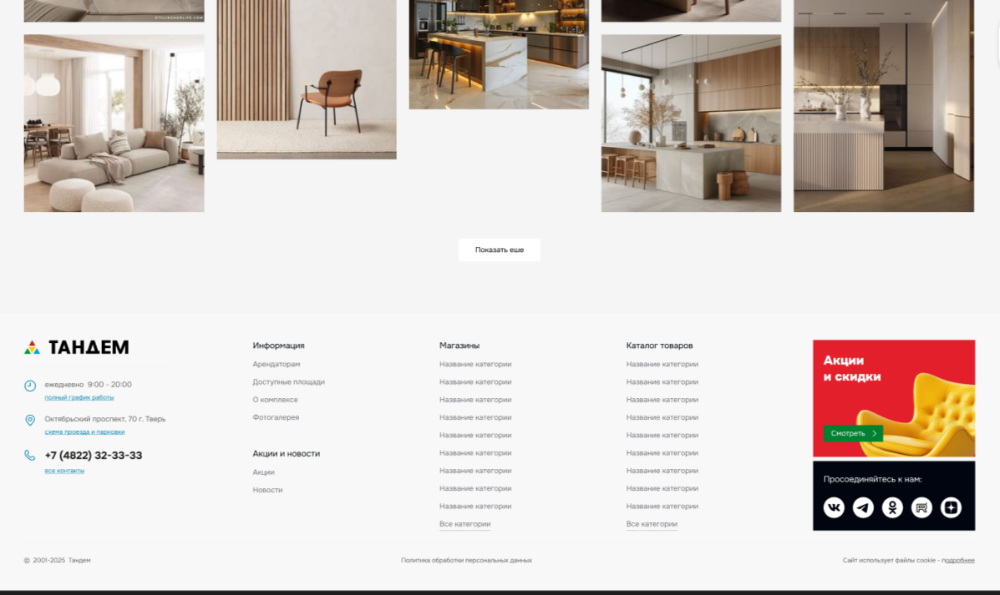 STYLINGHERLIFE.COM
Показать еше
ТАНДЕМ
ежедневно 9:00 - 20:00
полный график работы
Октябрьский проспект, 70 г. Тверь
схема проезда и парковки
+7 (4822) 32-33-33
все контакты
Информация
Арендаторам
Доступные площади
О комплексе
Фотогалерея
Акции и новости
Акции
Новости
Магазины
Название категории
Название категории
Название категории
Название категории
Название категории
Название категории
Название категории
Название категории
Название категории
Все категории
Каталог товаров
Название категории
Название категории
Название категории
Название категории
Название категории
Название категории
Название категории
Название категории
Название категории
Все категории
Акции
и скидки
Смотреть
Просоединяйтесь к нам:
© 2001-2025 Тандем
Политика обработки персональных данных
Сайт использует файлы cookie - подробнее